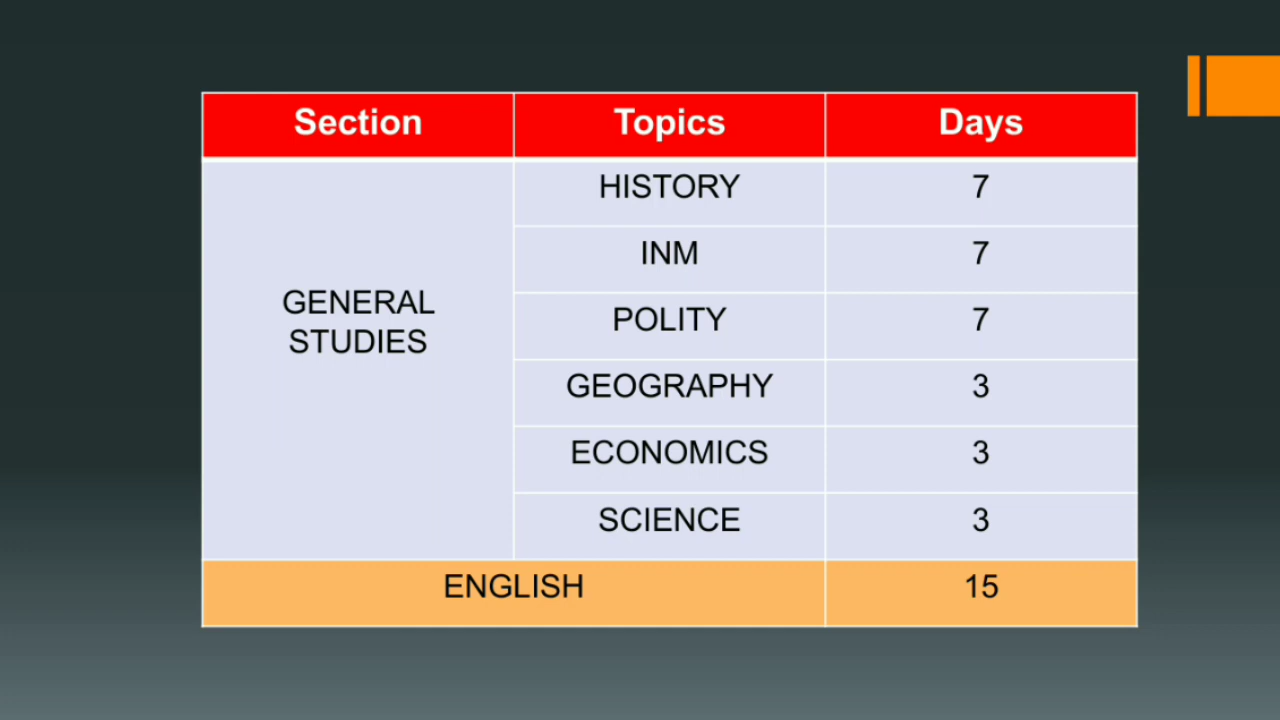 Section Topics Days
HISTORY 7
INM 7
GENERAL
STUDIES
POLITY 7
GEOGRAPHY 3
ECONOMICS 3
SCIENCE 3
ENGLISH 15